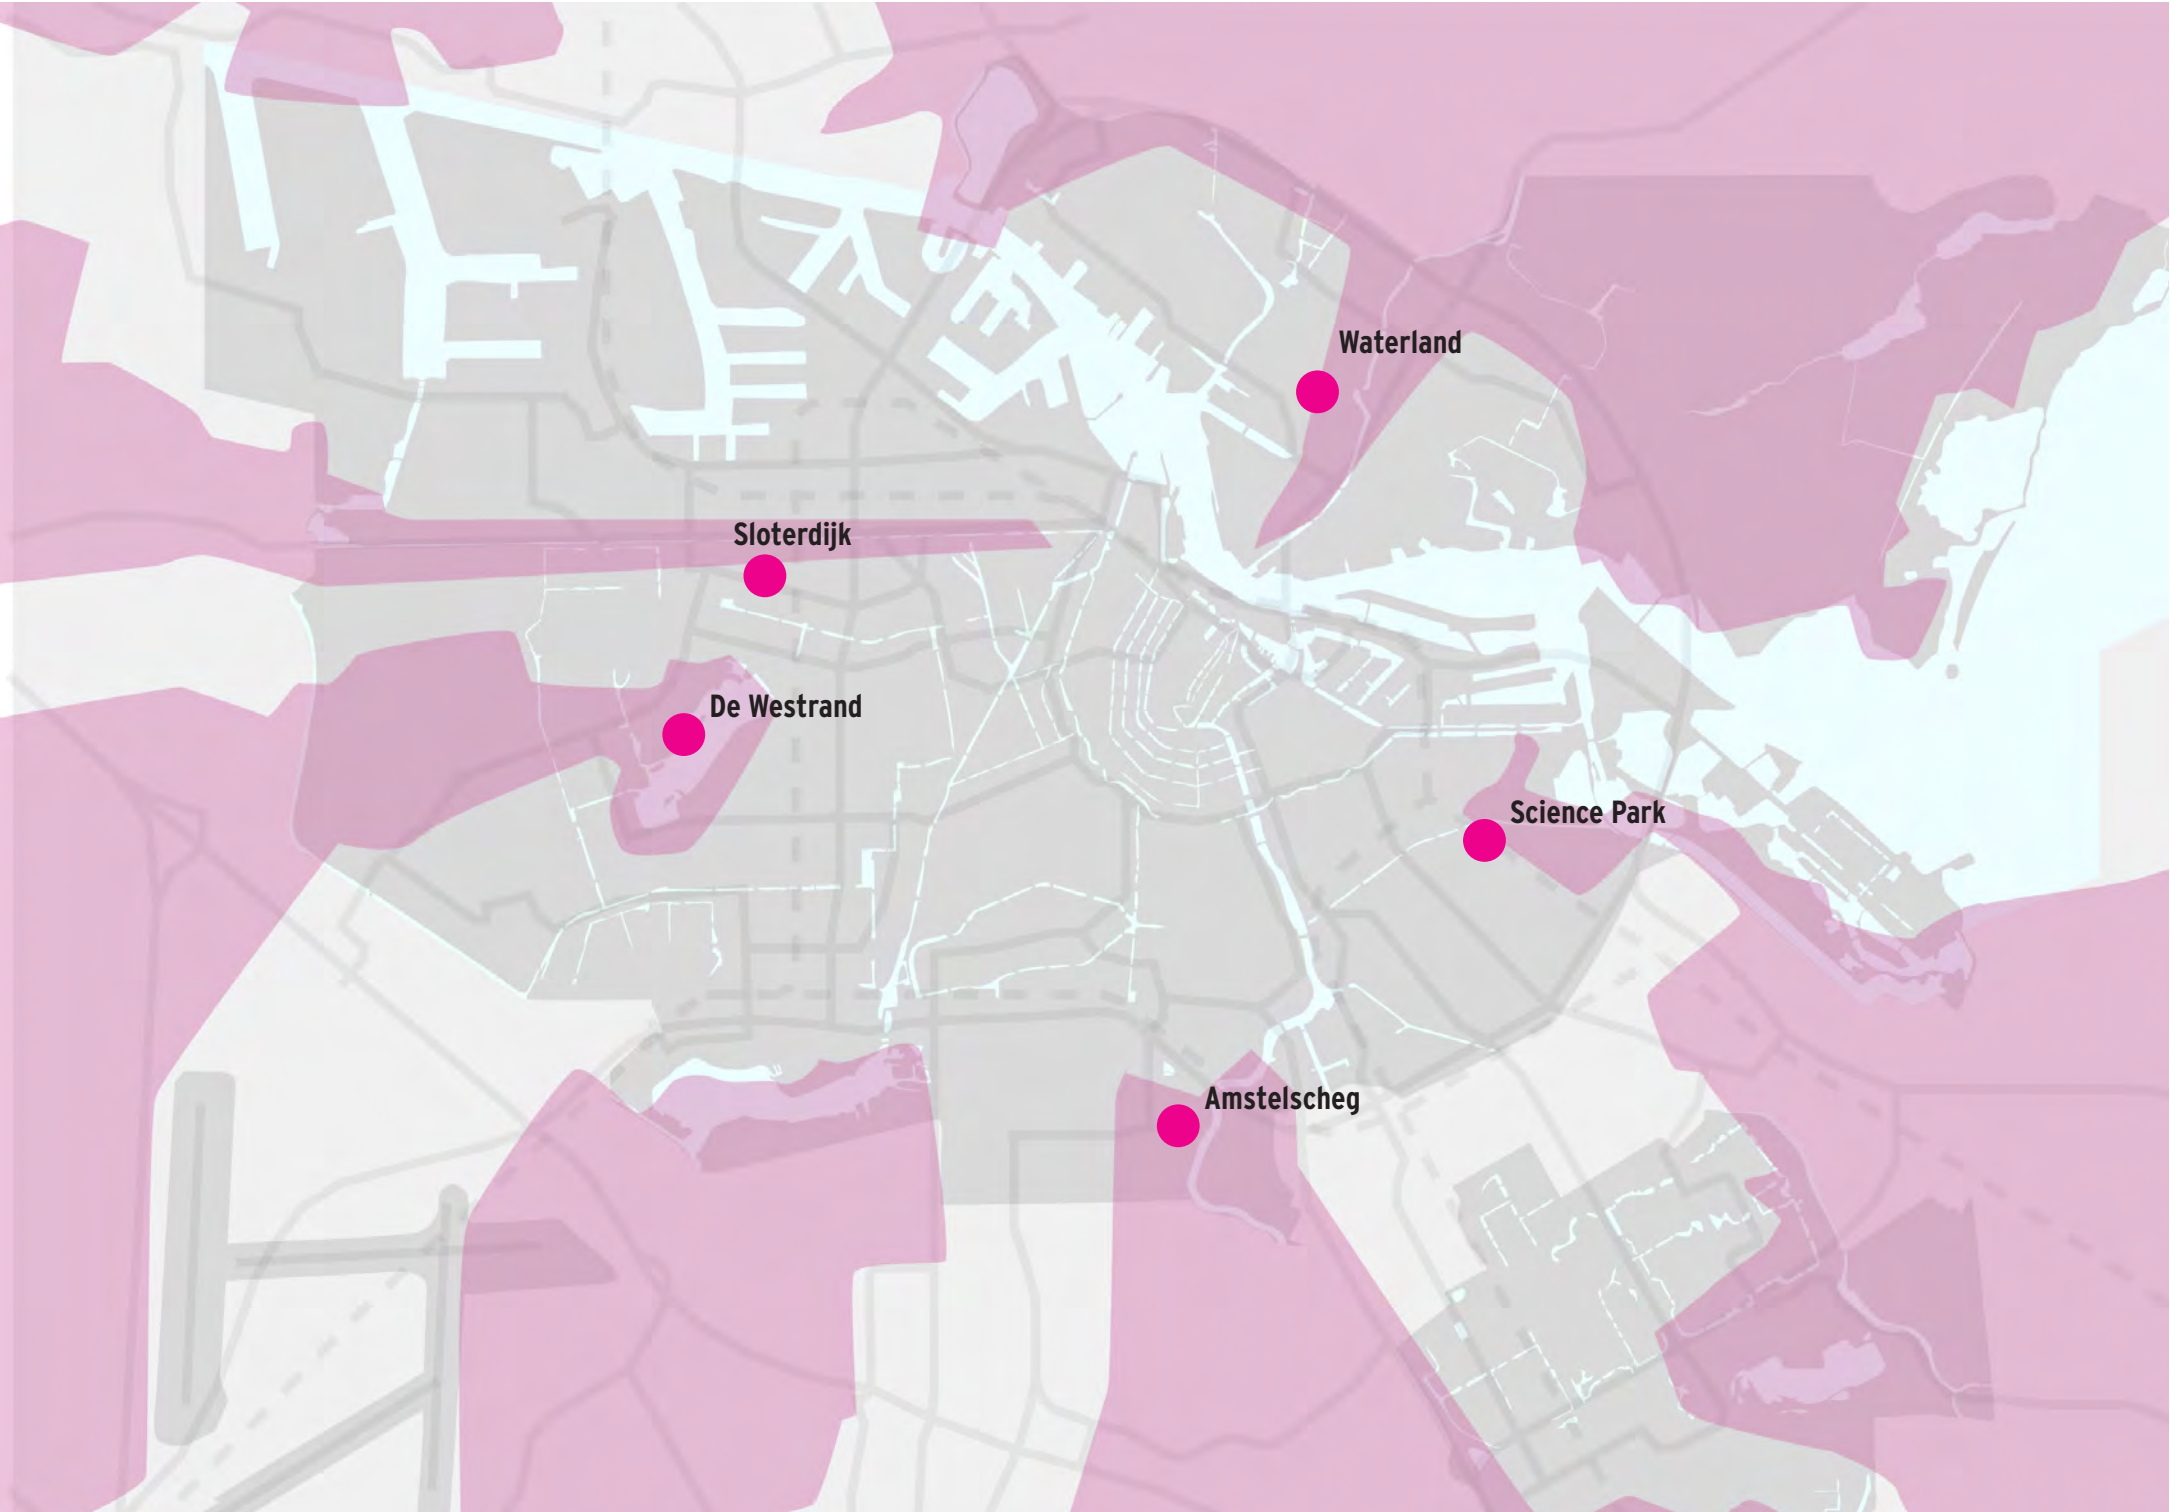 Waterland
Sloterdijk
De Westrand
Science Park
Amstelscheg